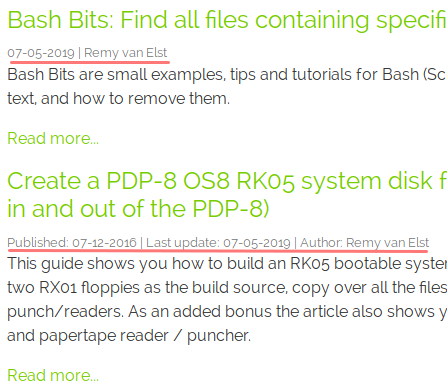 Bash Bits: Find all files containing specifi
07-05-2019 | Remy van Elst
Bash Bits are small examples, tips and tutorials for Bash (Sc
text, and how to remove them.
Read more...
Create a PDP-8 OS8 RK05 system disk f
in and out of the PDP-8)
Published: 07-12-2016 | Last update: 07-05-2019 | Author: Remy van Elst
This guide shows you how to build an RK05 bootable syste
two RX01 floppies as the build source, copy over all the files
punch/readers. As an added bonus the article also shows y
and papertape reader / puncher.
Read more...